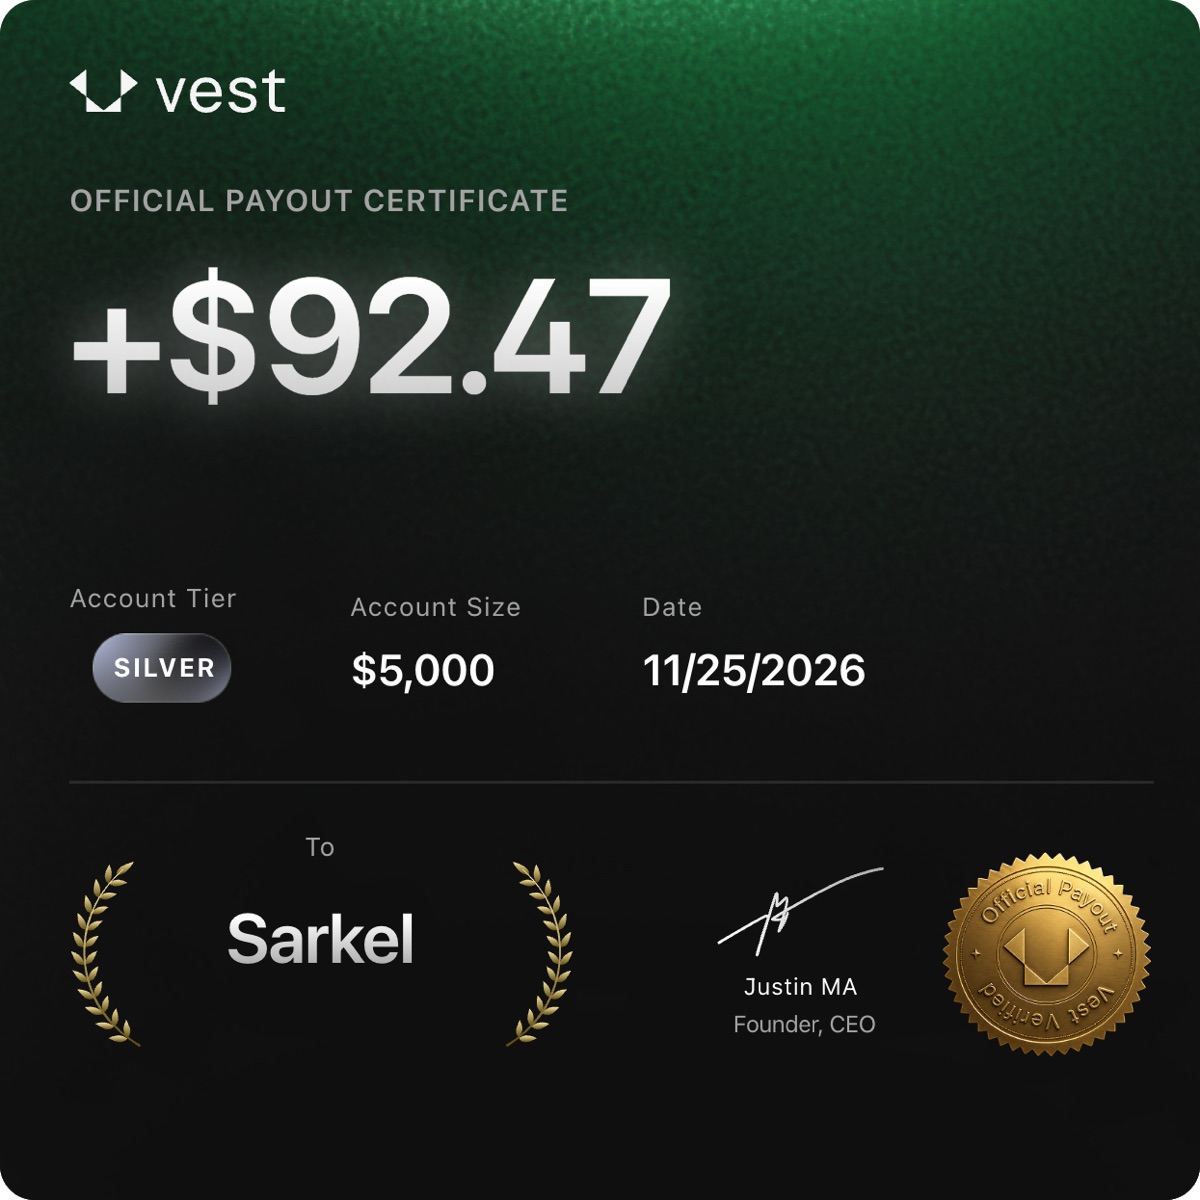 vest
OFFICIAL PAYOUT CERTIFICATE
+$92.47
Account Tier
SILVER
Account Size
$5,000
Date
11/25/2026
To
Sarkel
Justin MA
Founder, CEO
Official Payout
Vest Verified